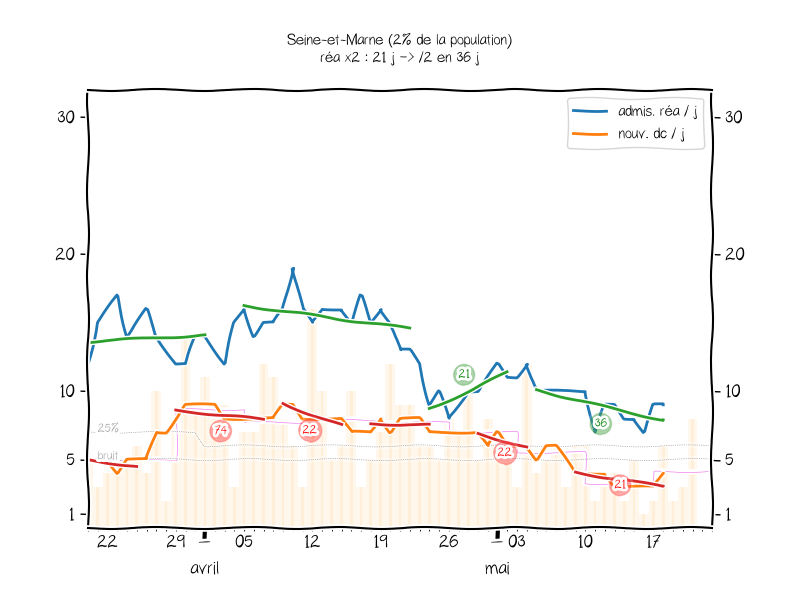 Seine-et-Marne (2% de la population)
réa x2 : 21 j -> /2 en 36 j
admis. réa / j
nouv. dc / j
30
30
20
20
10
10
5
5
1
1
25%
bruit
21
36
74
22
22
21
22 29 05 12 19 26 03 10 17
avril mai